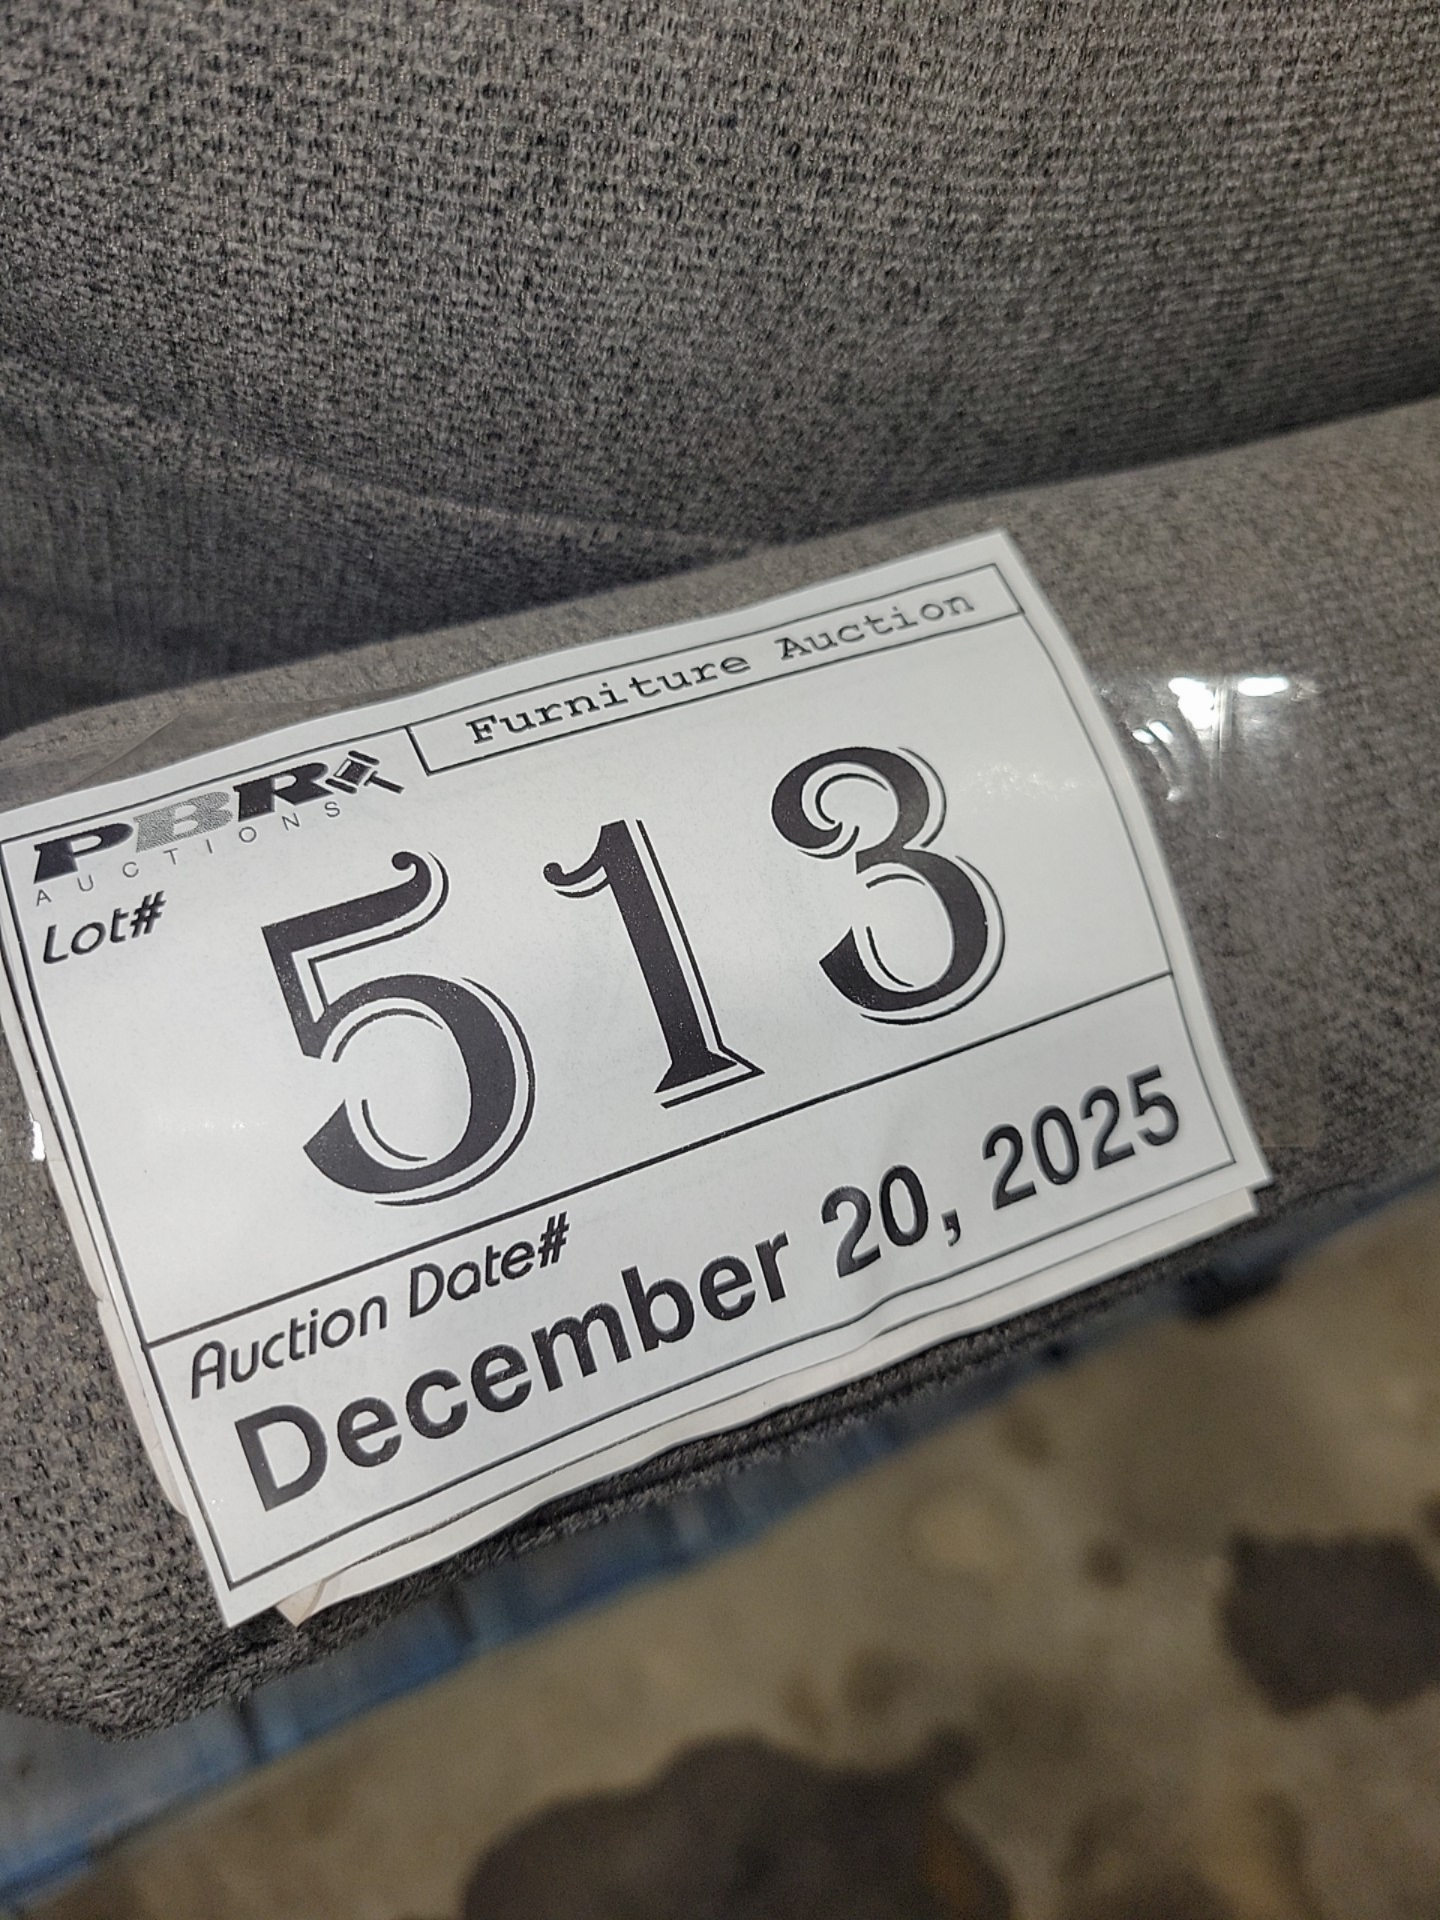 Furniture Auction
PBR
AUCTIONS
Lot#
513
Auction Date#
December 20, 2025